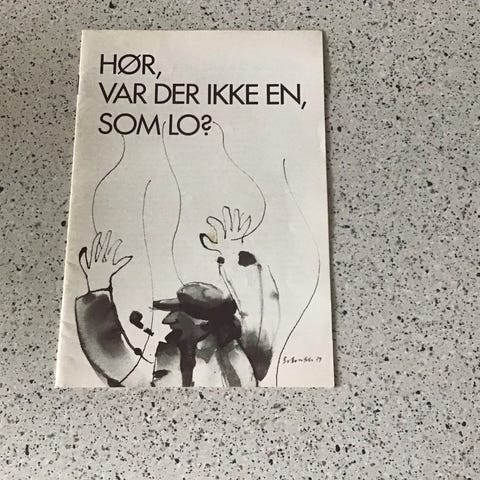 HØR,
VAR DER IKKE EN,
SOM LO?